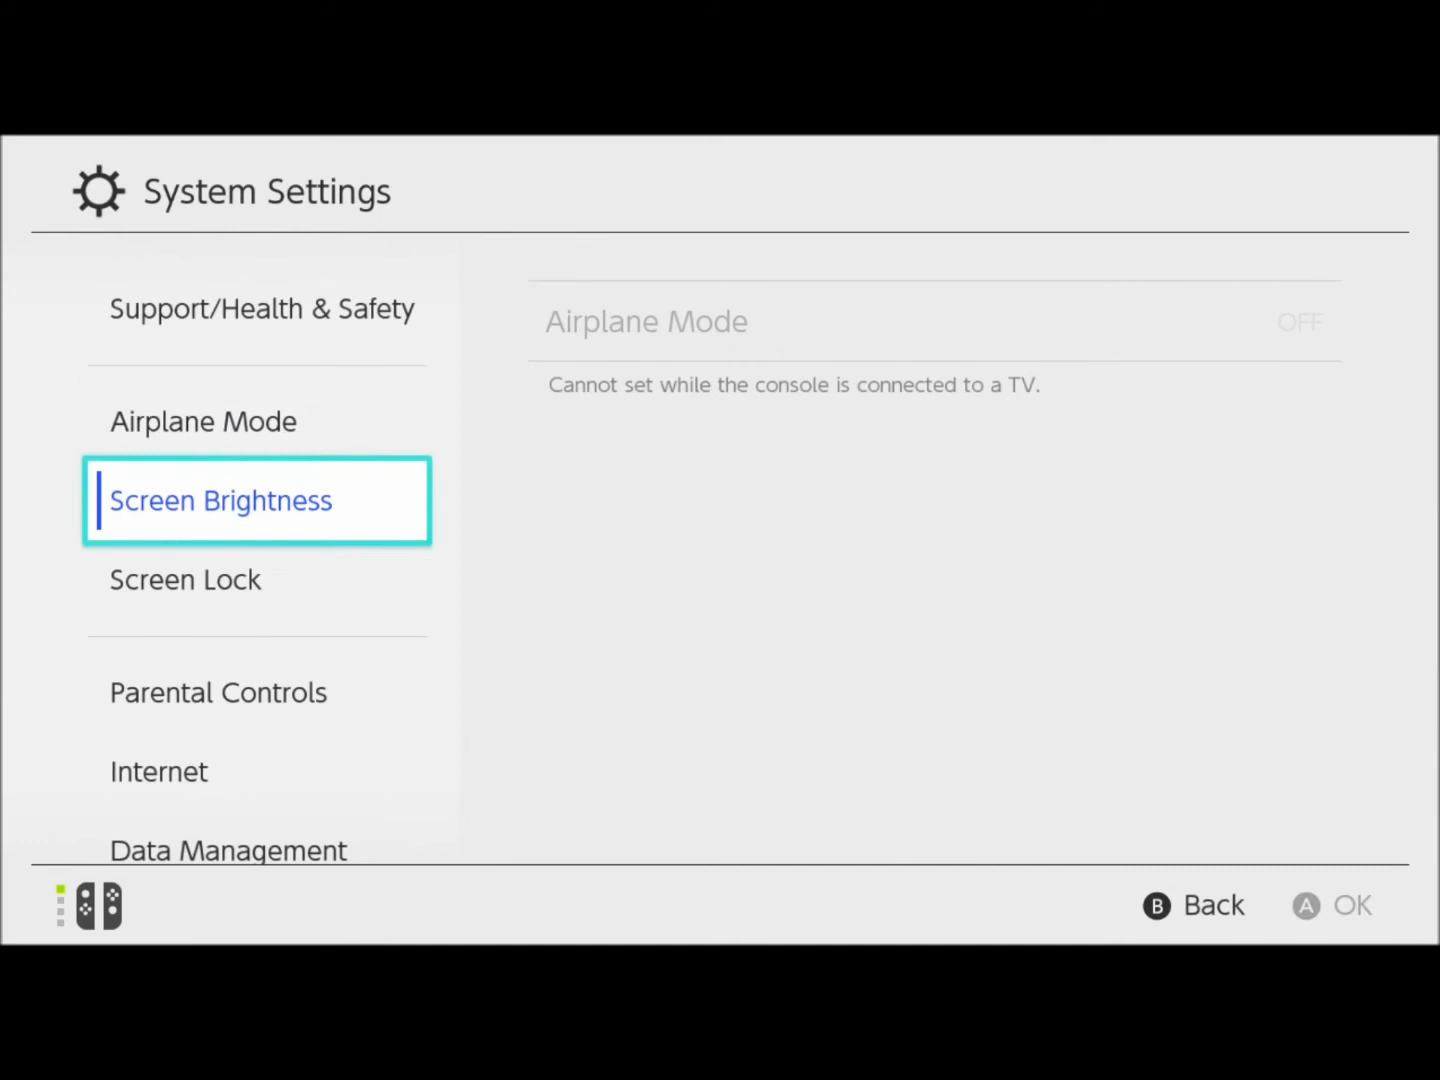 System Settings
Support/Health & Safety
Airplane Mode
Screen Brightness
Screen Lock
Parental Controls
Internet
Data Management
Airplane Mode OFF
Cannot set while the console is connected to a TV.
B Back A OK